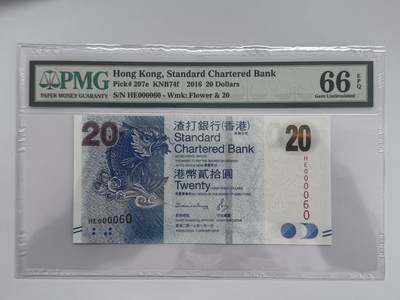 PMG
PAPER MONEY GUARANTY
Hong Kong, Standard Chartered Bank
Pick# 297e KNB74f 2016 20 Dollars
S/N HE000060 - Wmk: Flower & 20
66 EPQ
Gem Uncirculated
20
渣打銀行(香港)
Standard
Chartered Bank
港幣貳拾圓
Twenty
HE000060
20
HE000060